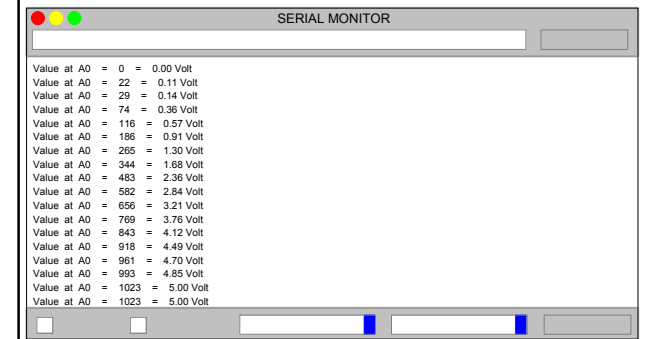 SERIAL MONITOR
Value at A0 = 0 = 0.00 Volt
Value at A0 = 22 = 0.11 Volt
Value at A0 = 29 = 0.14 Volt
Value at A0 = 74 = 0.36 Volt
Value at A0 = 116 = 0.57 Volt
Value at A0 = 186 = 0.91 Volt
Value at A0 = 265 = 1.30 Volt
Value at A0 = 344 = 1.68 Volt
Value at A0 = 483 = 2.36 Volt
Value at A0 = 582 = 2.84 Volt
Value at A0 = 656 = 3.21 Volt
Value at A0 = 769 = 3.76 Volt
Value at A0 = 843 = 4.12 Volt
Value at A0 = 918 = 4.49 Volt
Value at A0 = 961 = 4.70 Volt
Value at A0 = 993 = 4.85 Volt
Value at A0 = 1023 = 5.00 Volt
Value at A0 = 1023 = 5.00 Volt